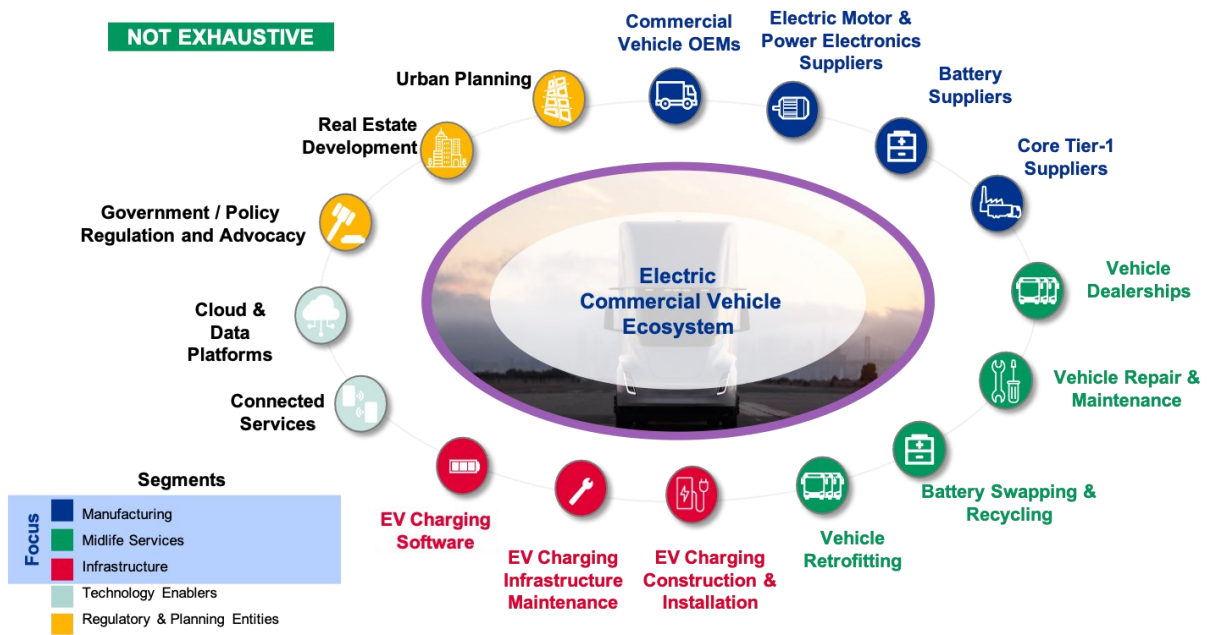 NOT EXHAUSTIVE
Commercial
Vehicle OEMs
Electric Motor &
Power Electronics
Suppliers
Battery
Suppliers
Core Tier-1
Suppliers
Vehicle
Dealerships
Vehicle Repair &
Maintenance
Battery Swapping &
Recycling
Vehicle
Retrofitting
EV Charging
Construction &
Installation
EV Charging
Infrastructure
Maintenance
EV Charging
Software
Connected
Services
Cloud &
Data
Platforms
Government / Policy
Regulation and Advocacy
Real Estate
Development
Urban Planning
Electric
Commercial Vehicle
Ecosystem
Segments
Focus
Manufacturing
Midlife Services
Infrastructure
Technology Enablers
Regulatory & Planning Entities